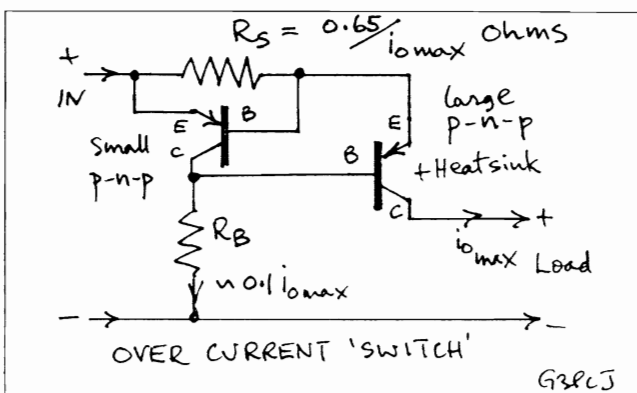 RS = 0.65/iomax Ohms
+
IN
E
B
C
small
p-n-p
large
p-n-p
E
B
+Heatsink
C
+
iomax Load
RB
~0.1 iomax
-
-
OVER CURRENT 'SWITCH'
G3PCJ